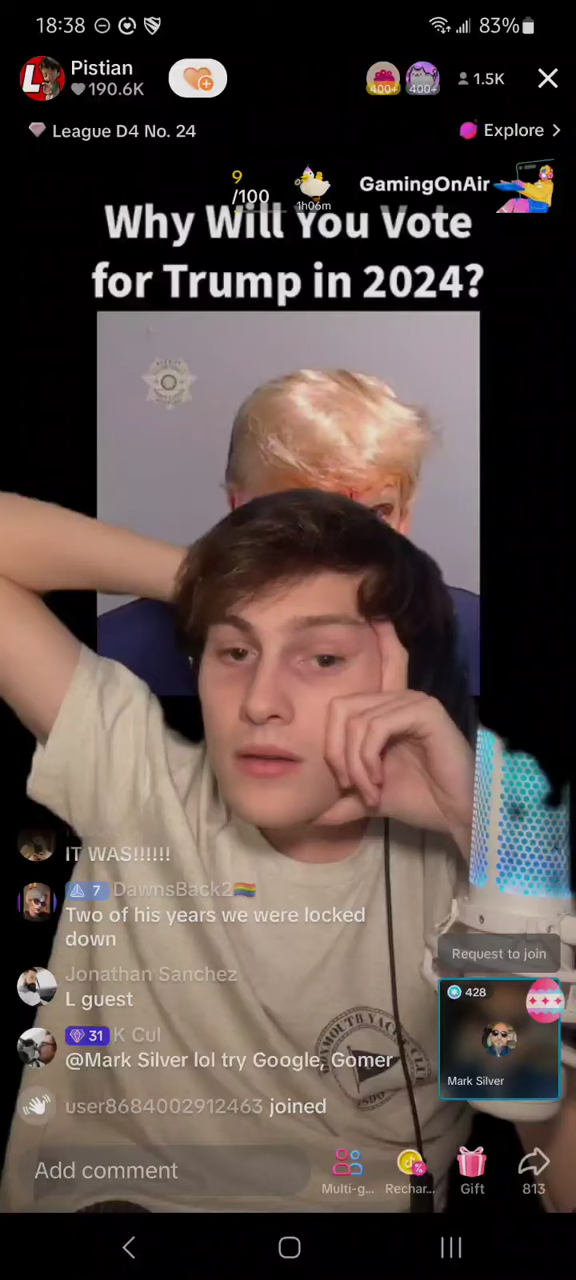 18:38
83%
Pistian
190.6K
400+
400+
1.5K
League D4 No. 24
Explore >
9
/100
1h06m
GamingOnAir
Why Will You Vote
for Trump in 2024?
IT WAS!!!!!!
7 DawnsBack2🏳️‍🌈
Two of his years we were locked
down
Jonathan Sanchez
L guest
31 K Cul
@Mark Silver lol try Google, Gomer
user8684002912463 joined
Request to join
428
Mark Silver
YACHT CLUB
Add comment
Multi-g...
Rechar...
Gift
813